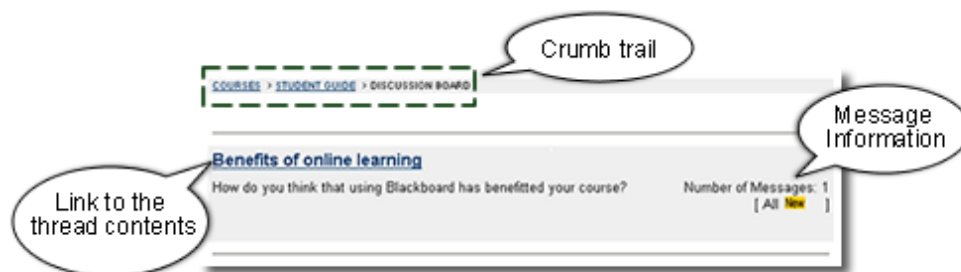 Crumb trail
COURSES > STUDENT GUIDE > DISCUSSION BOARD
Message
Information
Benefits of online learning
How do you think that using Blackboard has benefitted your course?
Number of Messages: 1
[ All New ]
Link to the
thread contents